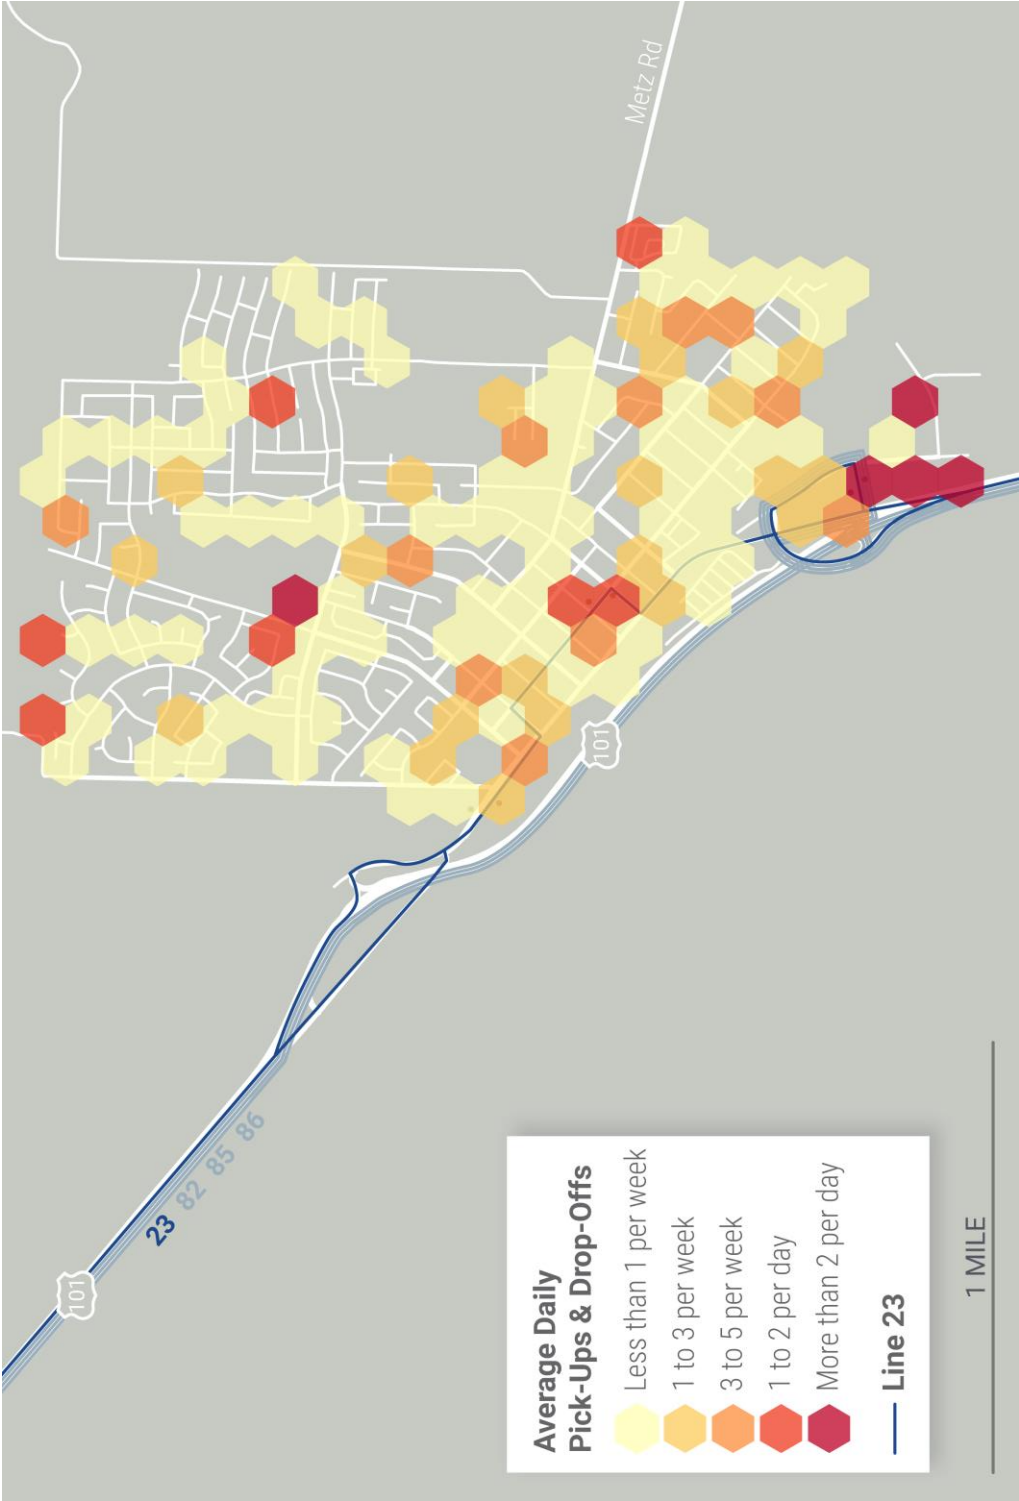 Metz Rd
101
101
23 82 85 86
Average Daily
Pick-Ups & Drop-Offs
Less than 1 per week
1 to 3 per week
3 to 5 per week
1 to 2 per day
More than 2 per day
Line 23
1 MILE